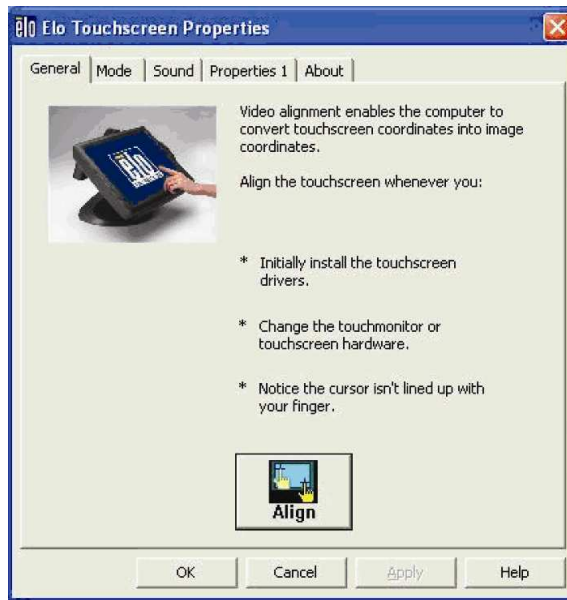 elo Elo Touchscreen Properties
General Mode Sound Properties 1 About
Video alignment enables the computer to
convert touchscreen coordinates into image
coordinates.
Align the touchscreen whenever you:
elo
* Initially install the touchscreen
drivers.
* Change the touchmonitor or
touchscreen hardware.
* Notice the cursor isn't lined up with
your finger.
Align
OK Cancel Apply Help